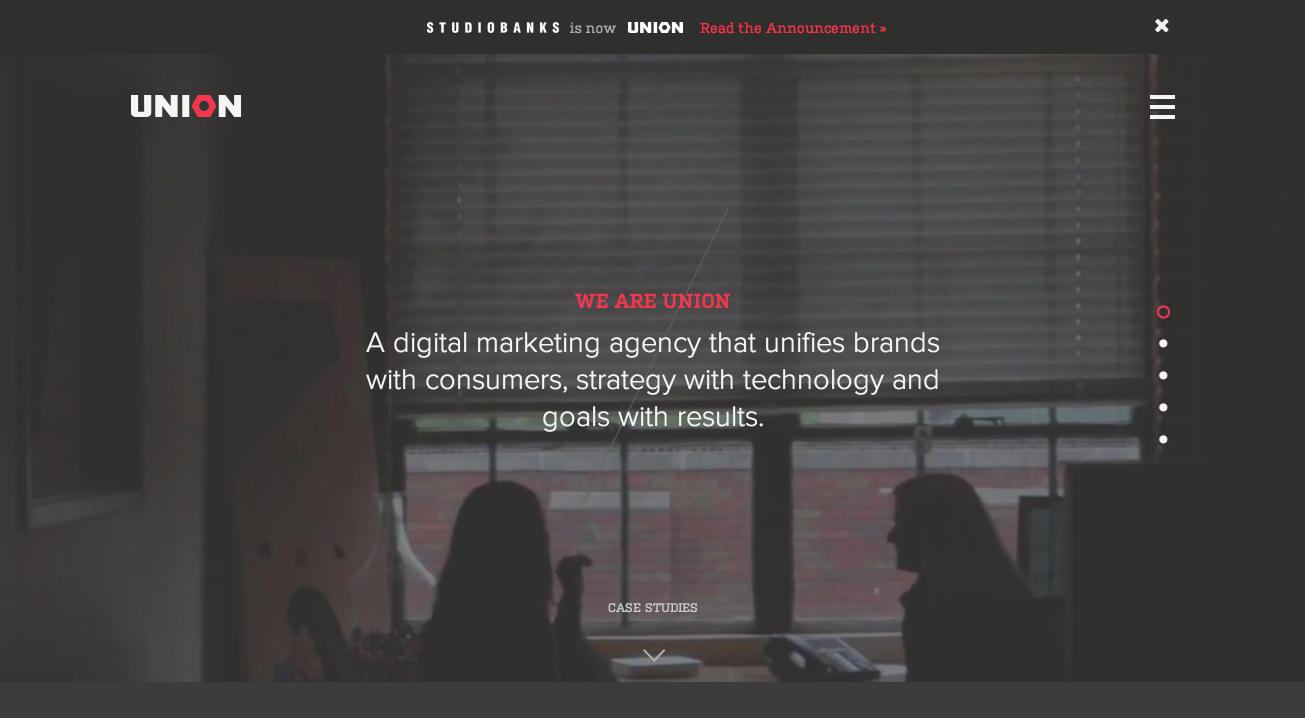 STUDIOBANKS is now UNION Read the Announcement »
UNION
WE ARE UNION
A digital marketing agency that unifies brands
with consumers, strategy with technology and
goals with results.
CASE STUDIES